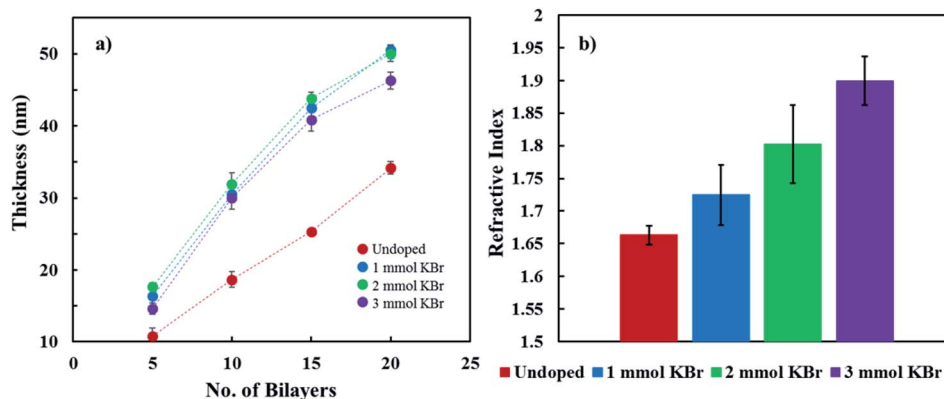 a)
50
40
30
20
10
Thickness (nm)
0 5 10 15 20 25
No. of Bilayers
Undoped
1 mmol KBr
2 mmol KBr
3 mmol KBr
b)
2
1.95
1.9
1.85
1.8
1.75
1.7
1.65
1.6
1.55
1.5
Refractive Index
Undoped 1 mmol KBr 2 mmol KBr 3 mmol KBr